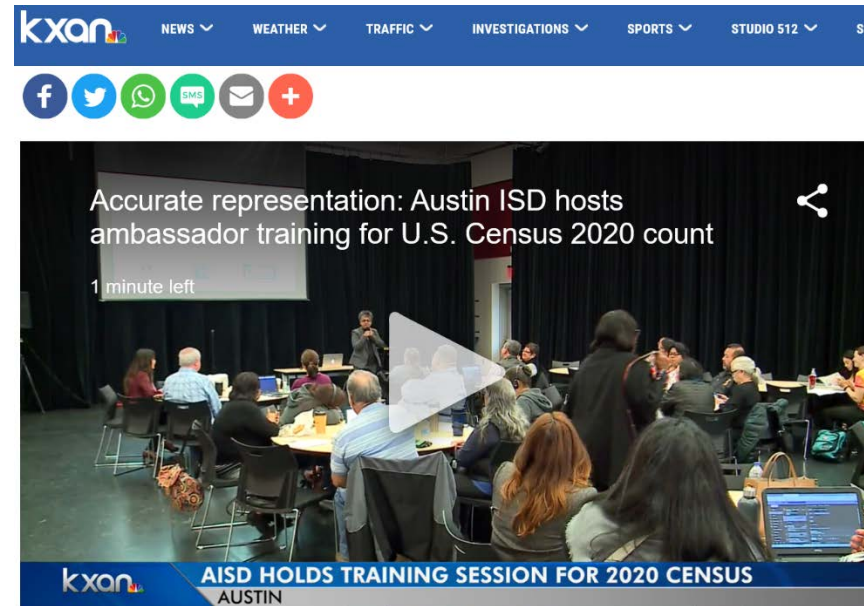 kxan
NEWS WEATHER TRAFFIC INVESTIGATIONS SPORTS STUDIO 512 S
SMS
Accurate representation: Austin ISD hosts
ambassador training for U.S. Census 2020 count
1 minute left
kxan AISD HOLDS TRAINING SESSION FOR 2020 CENSUS
AUSTIN